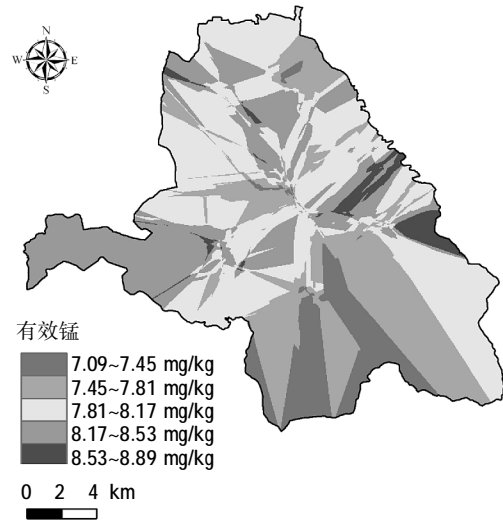 N
W E
S
有效锰
7.09~7.45 mg/kg
7.45~7.81 mg/kg
7.81~8.17 mg/kg
8.17~8.53 mg/kg
8.53~8.89 mg/kg
0 2 4 km